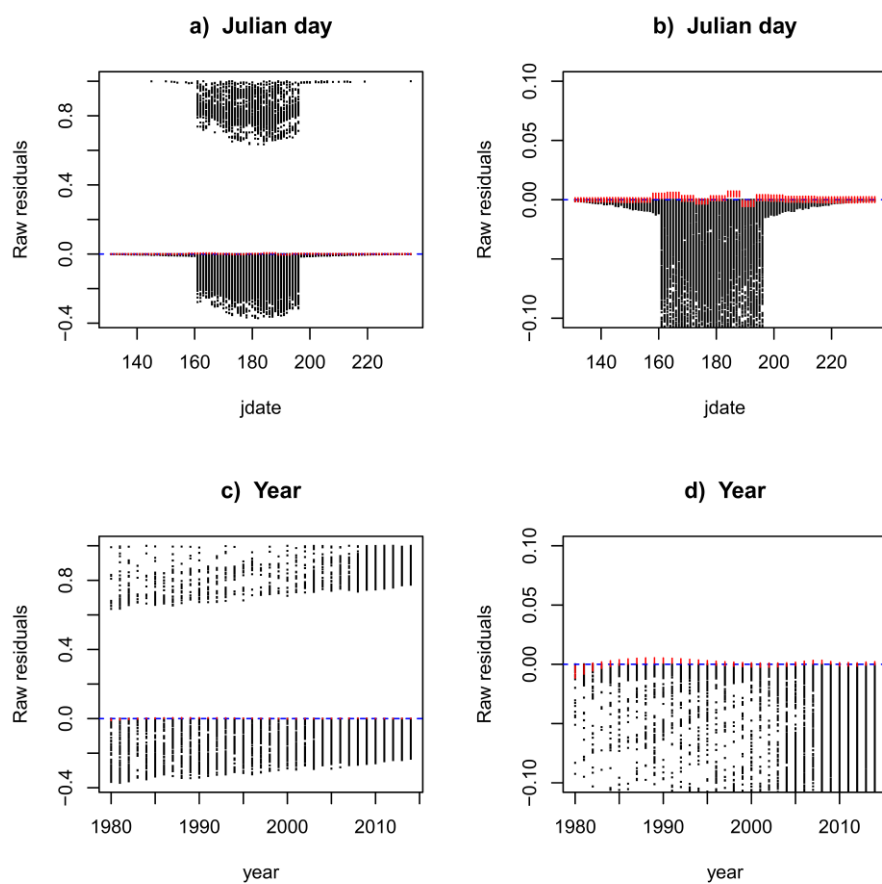 a) Julian day
Raw residuals
−0.4 0.0 0.4 0.8
140 160 180 200 220
jdate
b) Julian day
Raw residuals
−0.10 0.00 0.05 0.10
140 160 180 200 220
jdate
c) Year
Raw residuals
−0.4 0.0 0.4 0.8
1980 1990 2000 2010
year
d) Year
Raw residuals
−0.10 0.00 0.05 0.10
1980 1990 2000 2010
year